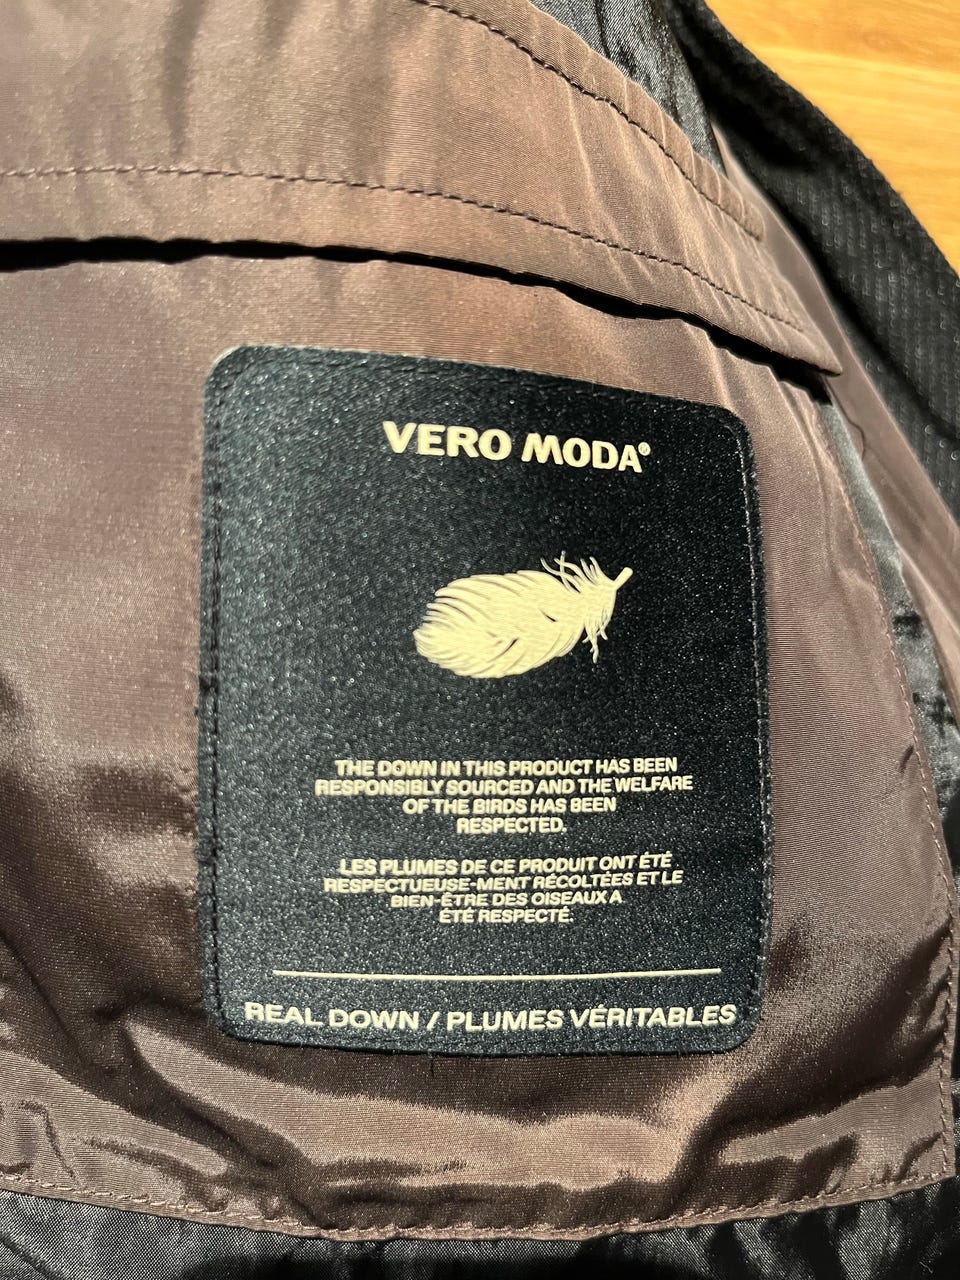 VERO MODA®
THE DOWN IN THIS PRODUCT HAS BEEN
RESPONSIBLY SOURCED AND THE WELFARE
OF THE BIRDS HAS BEEN
RESPECTED.
LES PLUMES DE CE PRODUIT ONT ÉTÉ
RESPECTUEUSE-MENT RÉCOLTÉES ET LE
BIEN-ÊTRE DES OISEAUX A
ÉTÉ RESPECTÉ.
REAL DOWN / PLUMES VÉRITABLES